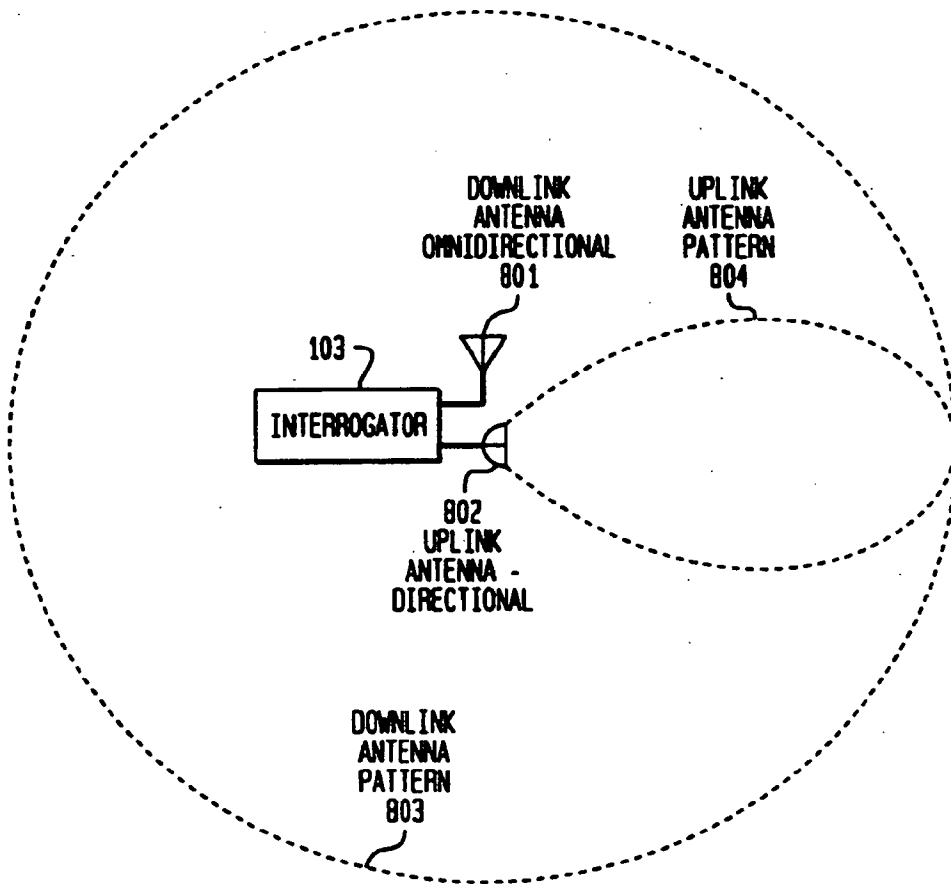 DOWNLINK
ANTENNA
OMNIDIRECTIONAL
801
UPLINK
ANTENNA
PATTERN
804
103
INTERROGATOR
802
UPLINK
ANTENNA -
DIRECTIONAL
DOWNLINK
ANTENNA
PATTERN
803